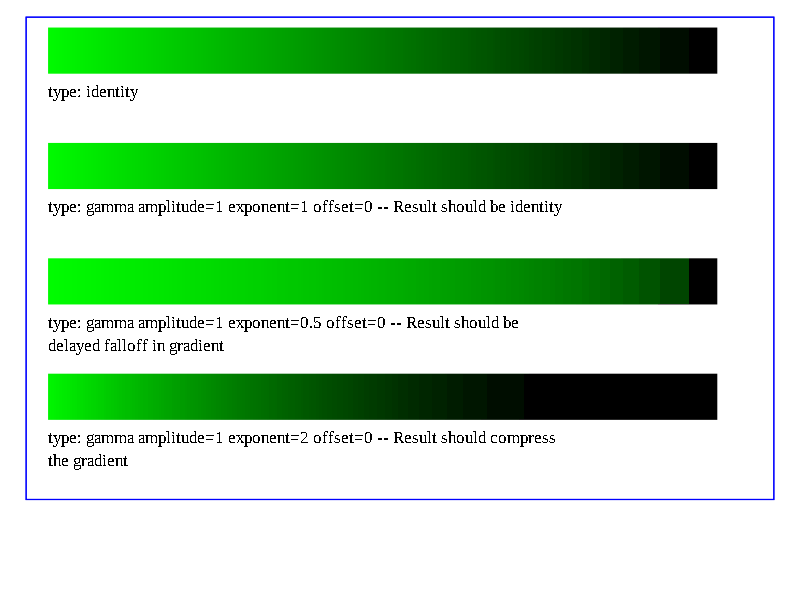 type: identity
type: gamma amplitude=1 exponent=1 offset=0 -- Result should be identity
type: gamma amplitude=1 exponent=0.5 offset=0 -- Result should be
delayed falloff in gradient
type: gamma amplitude=1 exponent=2 offset=0 -- Result should compress
the gradient